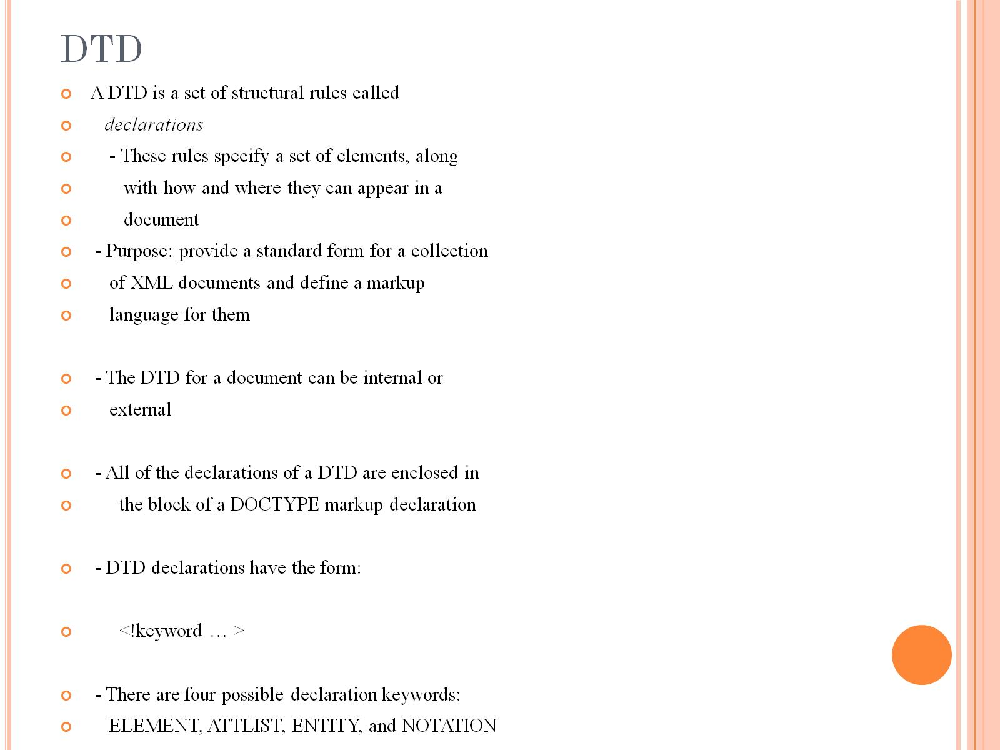 DTD
A DTD is a set of structural rules called
declarations
- These rules specify a set of elements, along
with how and where they can appear in a
document
- Purpose: provide a standard form for a collection
of XML documents and define a markup
language for them
- The DTD for a document can be internal or
external
- All of the declarations of a DTD are enclosed in
the block of a DOCTYPE markup declaration
- DTD declarations have the form:
<!keyword … >
- There are four possible declaration keywords:
ELEMENT, ATTLIST, ENTITY, and NOTATION